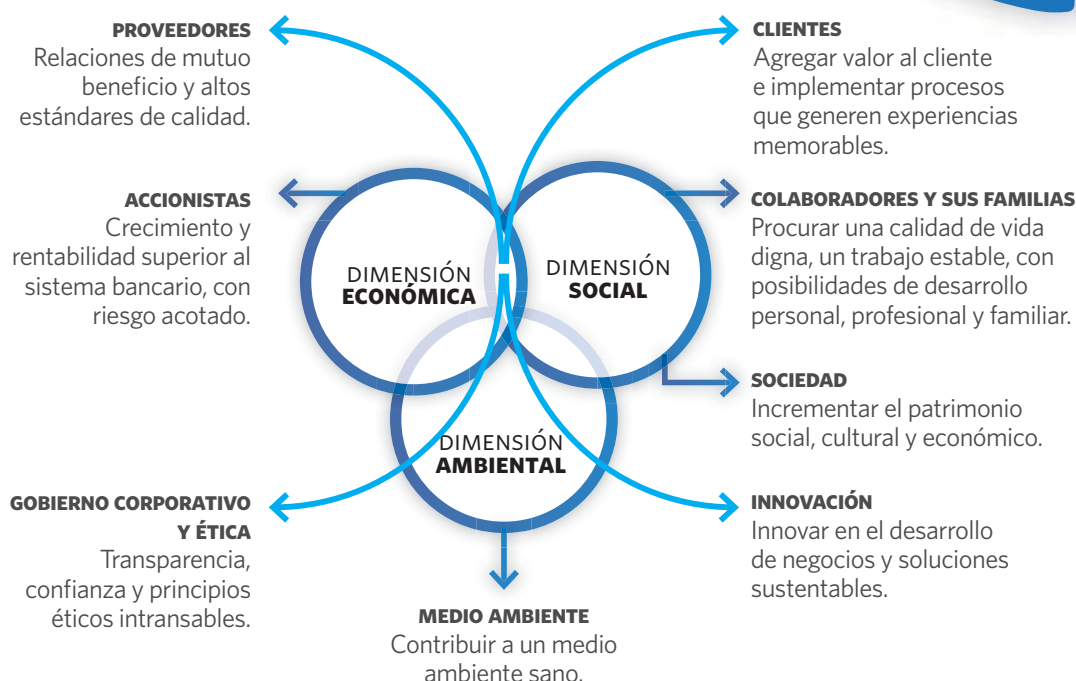 PROVEEDORES
Relaciones de mutuo
beneficio y altos
estándares de calidad.
CLIENTES
Agregar valor al cliente
e implementar procesos
que generen experiencias
memorables.
ACCIONISTAS
Crecimiento y
rentabilidad superior al
sistema bancario, con
riesgo acotado.
DIMENSIÓN
ECONÓMICA
DIMENSIÓN
SOCIAL
COLABORADORES Y SUS FAMILIAS
Procurar una calidad de vida
digna, un trabajo estable, con
posibilidades de desarrollo
personal, profesional y familiar.
SOCIEDAD
Incrementar el patrimonio
social, cultural y económico.
DIMENSIÓN
AMBIENTAL
GOBIERNO CORPORATIVO
Y ÉTICA
Transparencia,
confianza y principios
éticos intransables.
INNOVACIÓN
Innovar en el desarrollo
de negocios y soluciones
sustentables.
MEDIO AMBIENTE
Contribuir a un medio
ambiente sano.